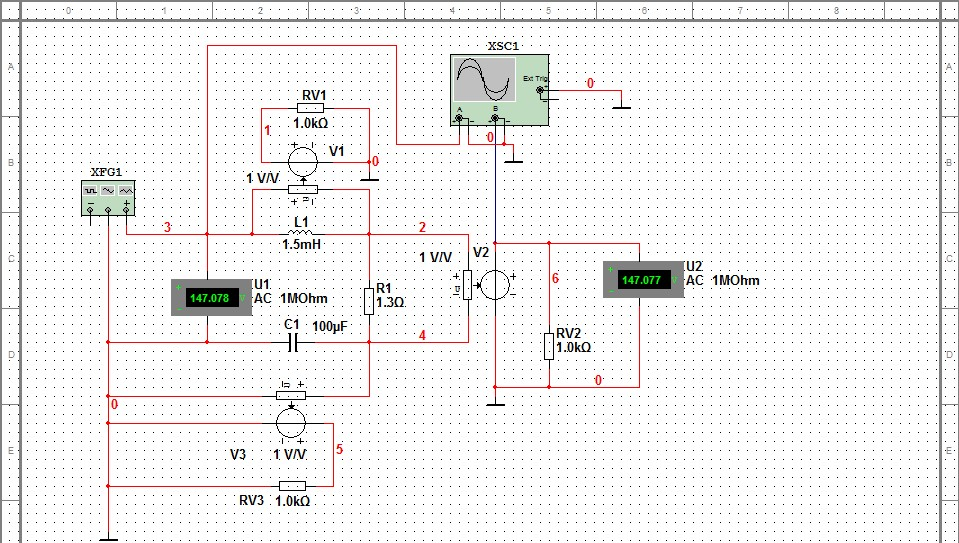 0 1 2 3 4 5 6 7 8
A
B
C
D
E
A
B
C
D
E
XSC1
Ext Trig
A B
0
0
RV1
1.0kΩ
1
V1
0
1 V/V
XFG1
3
L1
1.5mH
2
1 V/V
V2
U1
AC 1MOhm
147.078
R1
1.3Ω
C1
100µF
4
6
U2
AC 1MOhm
147.077
RV2
1.0kΩ
0
0
V3
1 V/V
5
RV3
1.0kΩ